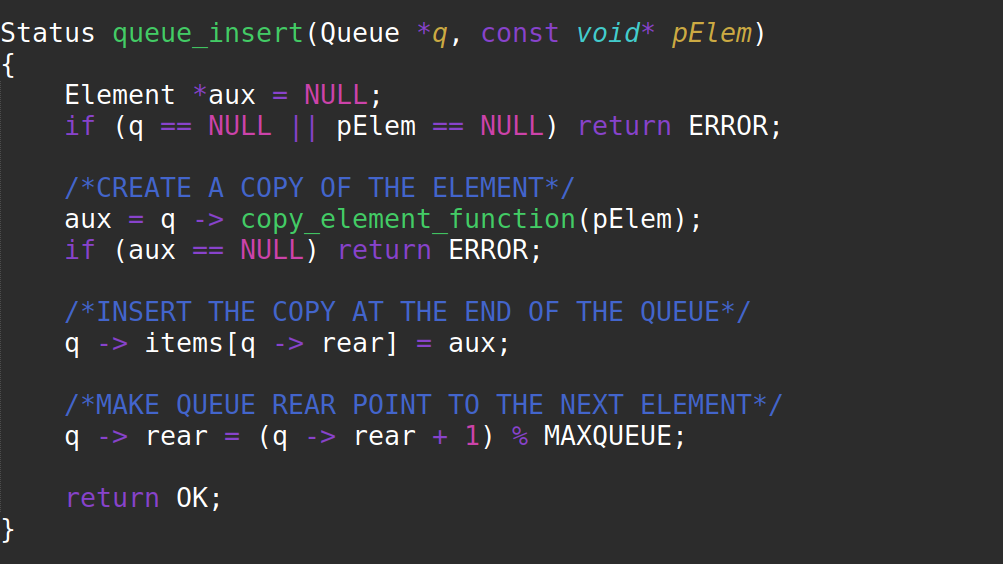 Status queue_insert(Queue *q, const void* pElem)
{
    Element *aux = NULL;
    if (q == NULL || pElem == NULL) return ERROR;

    /*CREATE A COPY OF THE ELEMENT*/
    aux = q -> copy_element_function(pElem);
    if (aux == NULL) return ERROR;

    /*INSERT THE COPY AT THE END OF THE QUEUE*/
    q -> items[q -> rear] = aux;

    /*MAKE QUEUE REAR POINT TO THE NEXT ELEMENT*/
    q -> rear = (q -> rear + 1) % MAXQUEUE;

    return OK;
}